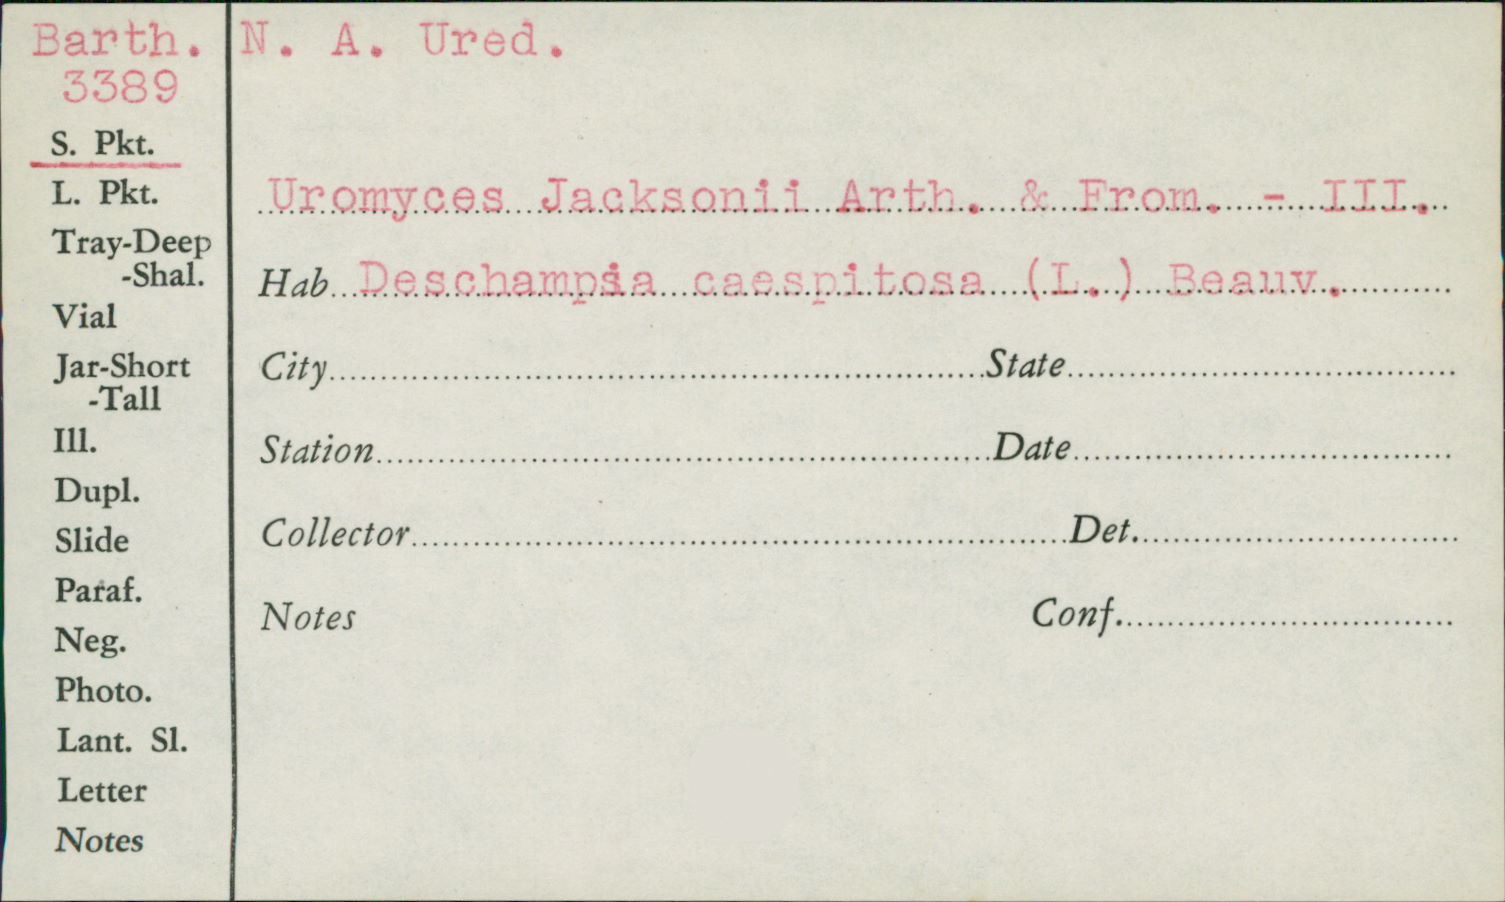 Barth. N. A. Ured.
3389
S. Pkt.
L. Pkt.
Tray-Deep
-Shal.
Vial
Jar-Short
-Tall
Ill.
Dupl.
Slide
Paraf.
Neg.
Photo.
Lant. Sl.
Letter
Notes
Uromyces Jacksonii Arth. & From. - III.
Hab Deschampsia caespitosa (L.) Beauv.
City State
Station Date
Collector Det.
Notes Conf.